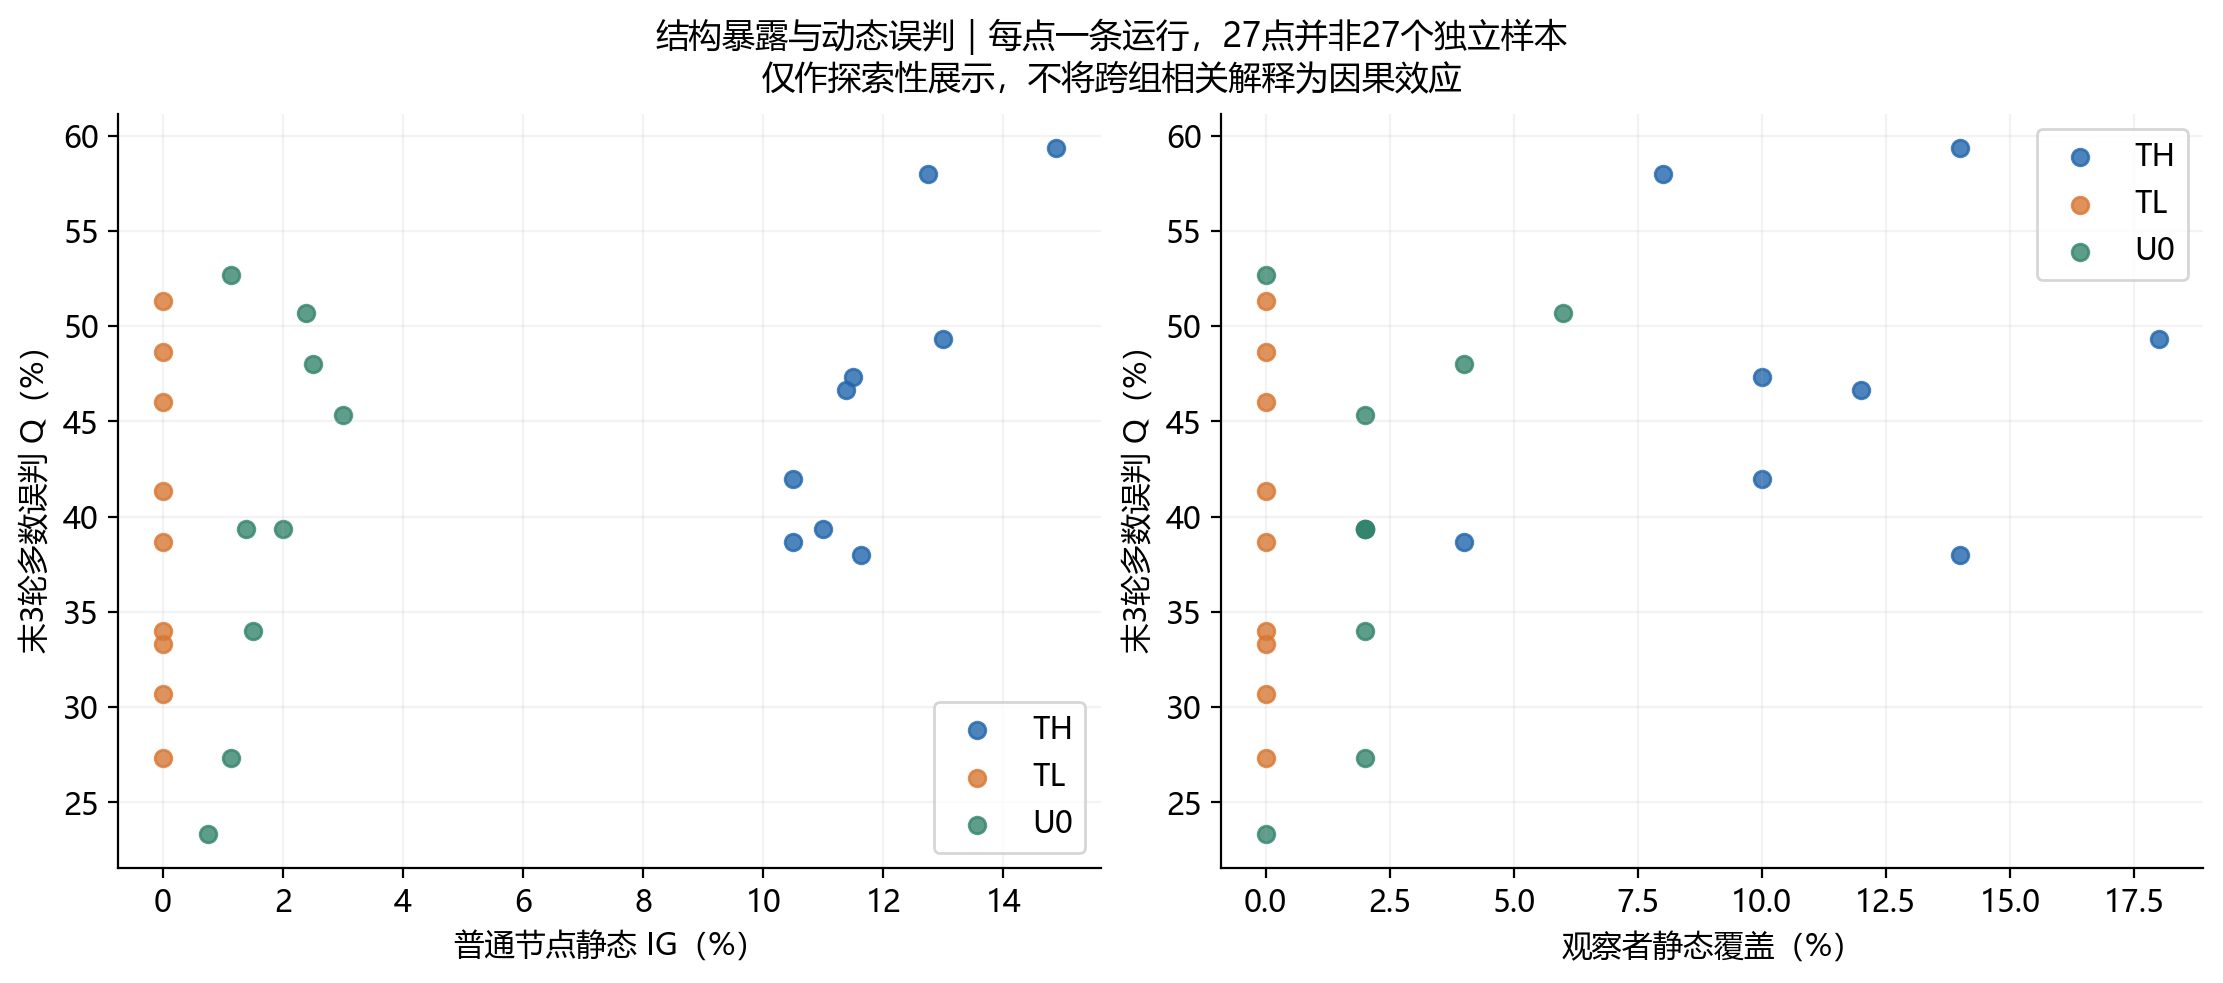 结构暴露与动态误判｜每点一条运行，27点并非27个独立样本
仅作探索性展示，不将跨组相关解释为因果效应
末3轮多数误判 Q（%）
60
55
50
45
40
35
30
25
0
2
4
6
8
10
12
14
普通节点静态 IG（%）
TH
TL
U0
末3轮多数误判 Q（%）
60
55
50
45
40
35
30
25
0.0
2.5
5.0
7.5
10.0
12.5
15.0
17.5
观察者静态覆盖（%）
TH
TL
U0